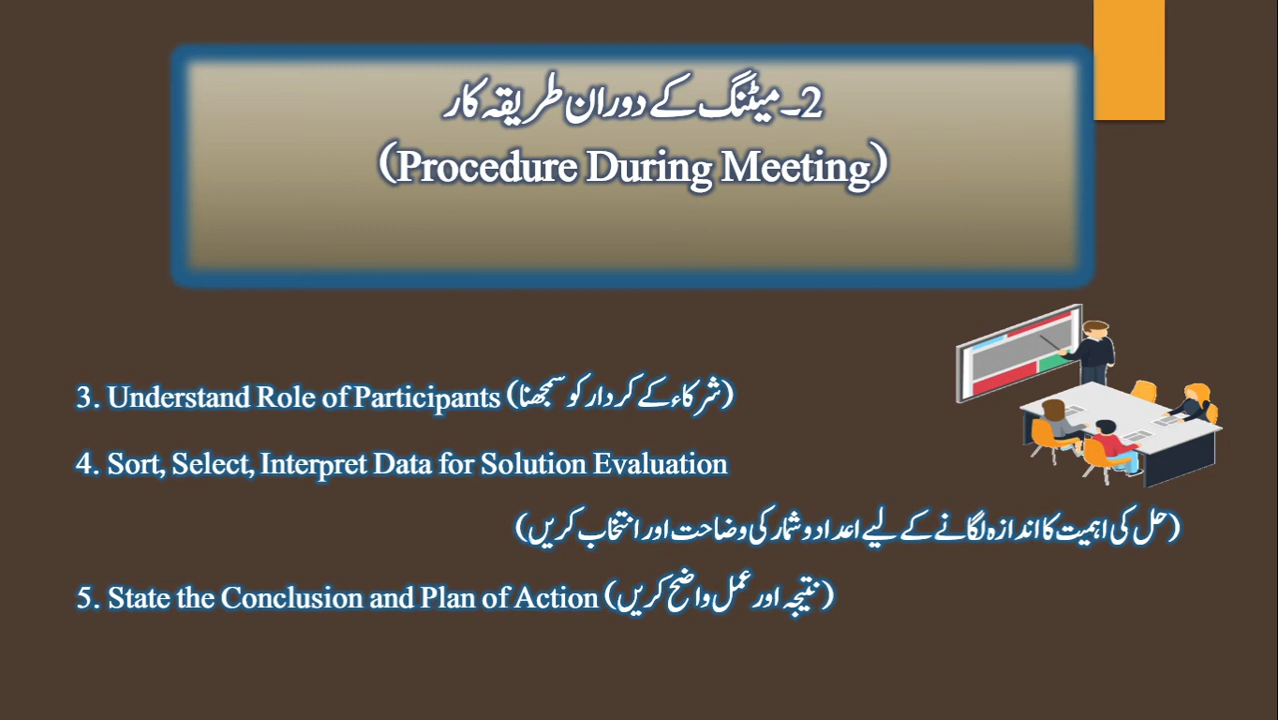 2۔ میٹنگ کے دوران طریقہ کار
(Procedure During Meeting)
3. Understand Role of Participants (شرکاء کے کردار کو سمجھنا)
4. Sort, Select, Interpret Data for Solution Evaluation
(حل کی اہمیت کا اندازہ لگانے کے لیے اعداد و شمار کی وضاحت اور انتخاب کریں)
5. State the Conclusion and Plan of Action (نتیجہ اور عمل واضح کریں)